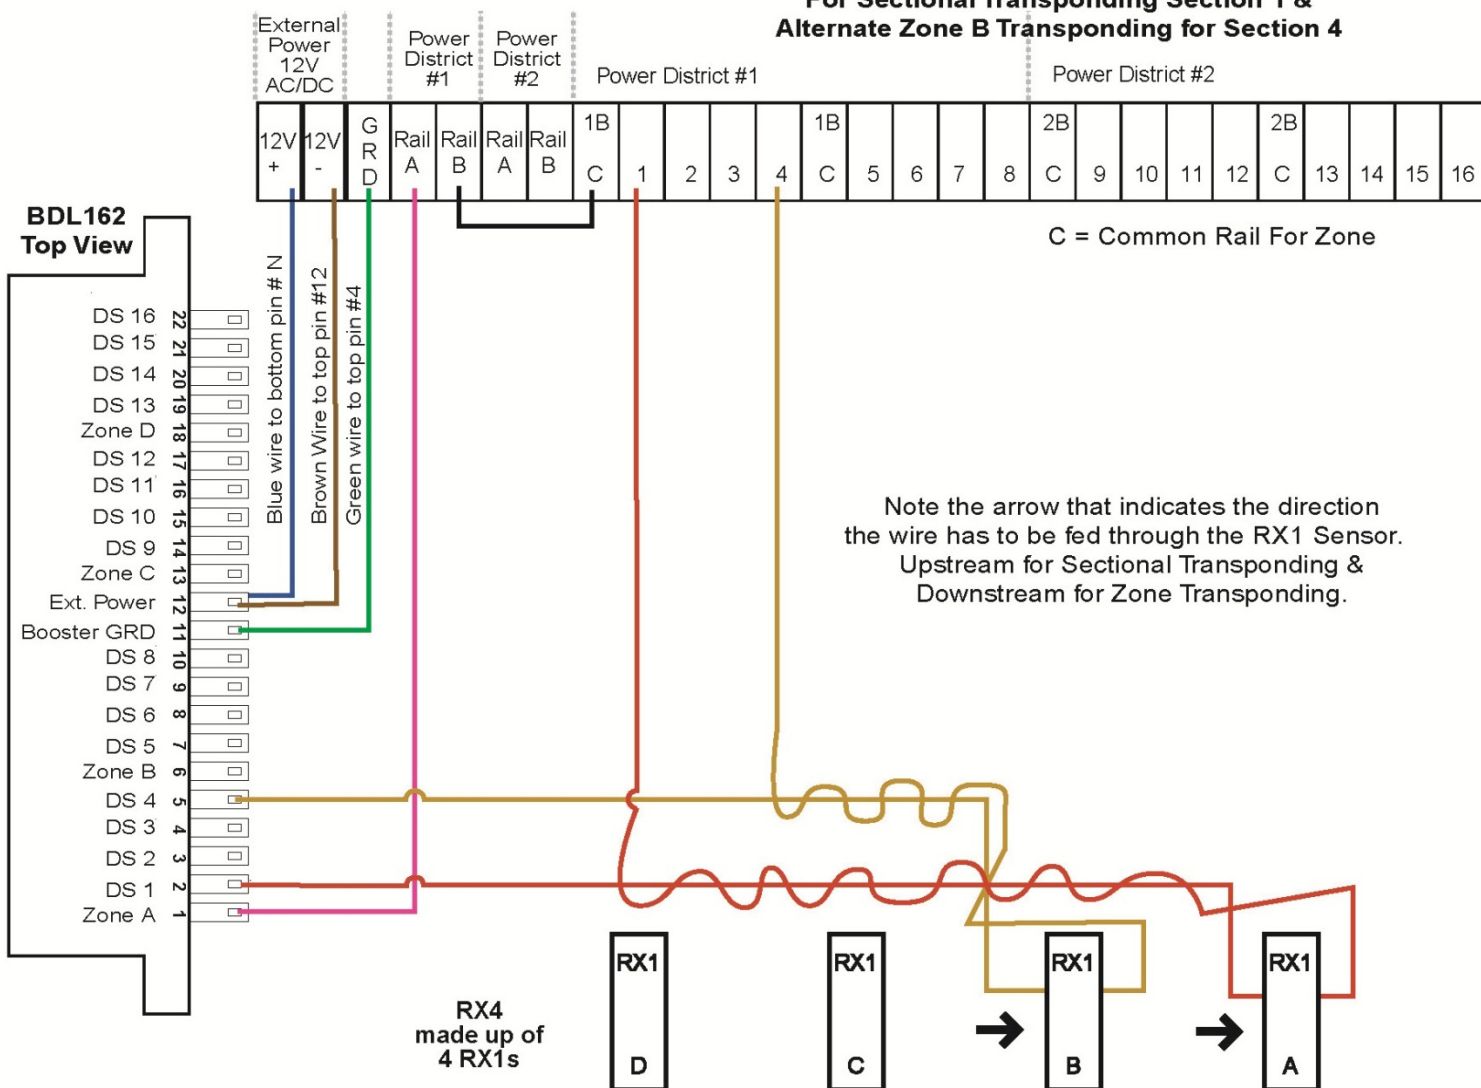 For Sectional Transponding Section 1 &
Alternate Zone B Transponding for Section 4
External
Power
12V
AC/DC
Power
District
#1
Power
District
#2
Power District #1
Power District #2
12V
+
12V
-
G
R
D
Rail
A
Rail
B
Rail
A
Rail
B
1B
C
1
2
3
4
1B
C
5
6
7
8
2B
C
9
10
11
12
2B
C
13
14
15
16
C = Common Rail For Zone
BDL162
Top View
Blue wire to bottom pin # N
Brown Wire to top pin #12
Green wire to top pin #4
DS 16 22
DS 15 21
DS 14 20
DS 13 19
Zone D 18
DS 12 17
DS 11 16
DS 10 15
DS 9 14
Zone C 13
Ext. Power 12
Booster GRD 11
DS 8 10
DS 7 9
DS 6 8
DS 5 7
Zone B 6
DS 4 5
DS 3 4
DS 2 3
DS 1 2
Zone A 1
Note the arrow that indicates the direction
the wire has to be fed through the RX1 Sensor.
Upstream for Sectional Transponding &
Downstream for Zone Transponding.
RX4
made up of
4 RX1s
RX1
D
RX1
C
RX1
B
RX1
A